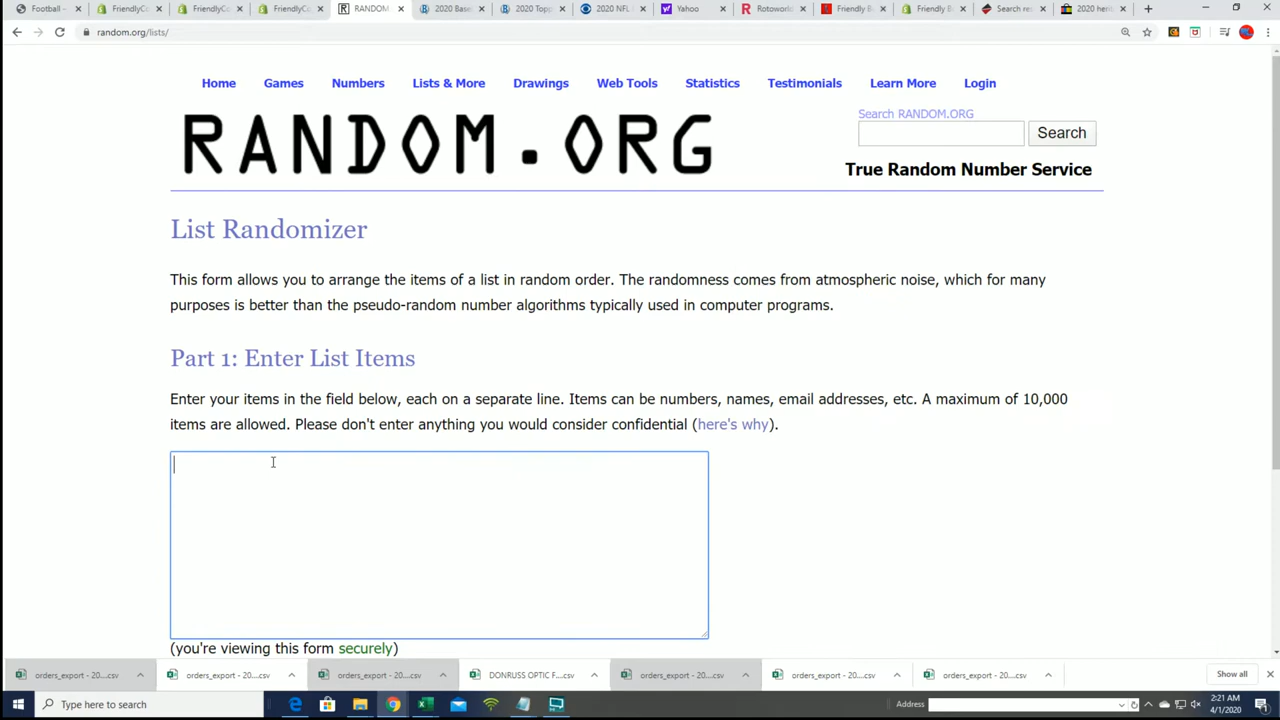 Football -
FriendlyCo
FriendlyCo
FriendlyCo
RANDOM
2020 Base
2020 Topp
2020 NFL
Yahoo
Rotoworld
Friendly B
Friendly B
Search res
random.org/lists/
Home Games Numbers Lists & More Drawings Web Tools Statistics Testimonials Learn More Login
RANDOM.ORG
Search RANDOM.ORG
Search
True Random Number Service
List Randomizer
This form allows you to arrange the items of a list in random order. The randomness comes from atmospheric noise, which for many
purposes is better than the pseudo-random number algorithms typically used in computer programs.
Part 1: Enter List Items
Enter your items in the field below, each on a separate line. Items can be numbers, names, email addresses, etc. A maximum of 10,000
items are allowed. Please don't enter anything you would consider confidential (here's why).
(you're viewing this form securely)
orders_export - 20....csv
orders_export - 20....csv
orders_export - 20....csv
DONRUSS OPTIC F....csv
orders_export - 20....csv
orders_export - 20....csv
orders_export - 20....csv
Show all
Type here to search
Address
2:21 AM
4/1/2020